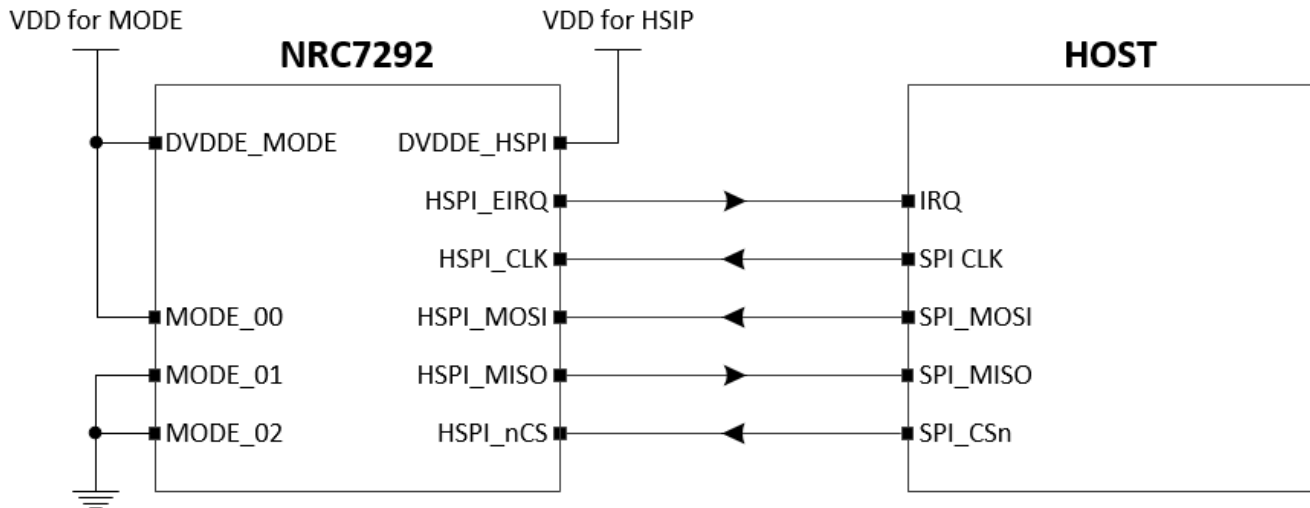 VDD for MODE
VDD for HSIP
NRC7292
HOST
DVDDE_MODE
DVDDE_HSPI
HSPI_EIRQ
IRQ
HSPI_CLK
SPI CLK
MODE_00
HSPI_MOSI
SPI_MOSI
MODE_01
HSPI_MISO
SPI_MISO
MODE_02
HSPI_nCS
SPI_CSn